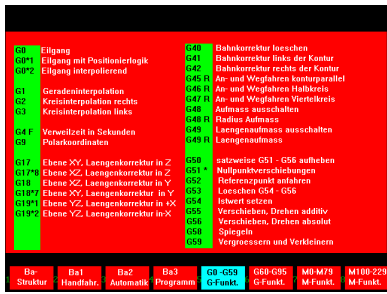 G0 Eilgang
G0*1 Eilgang mit Positionierlogik
G0*2 Eilgang interpolierend
G1 Geradeninterpolation
G2 Kreisinterpolation rechts
G3 Kreisinterpolation links
G4 F Verweilzeit in Sekunden
G9 Polarkoordinaten
G17 Ebene XY, Laengenkorrektur in Z
G17*8 Ebene XZ, Laengenkorrektur in Z
G18 Ebene XZ, Laengenkorrektur in Y
G18*7 Ebene XY, Laengenkorrektur in Y
G19*1 Ebene YZ, Laengenkorrektur in +X
G19*2 Ebene YZ, Laengenkorrektur in-X
G40 Bahnkorrektur loeschen
G41 Bahnkorrektur links der Kontur
G42 Bahnkorrektur rechts der Kontur
G45 R An- und Wegfahren konturparallel
G46 R An- und Wegfahren Halbkreis
G47 R An- und Wegfahren Viertelkreis
G48 Aufmass ausschalten
G48 R Radius Aufmass
G49 Laengenaufmass ausschalten
G49 R Laengenaufmass
G50 satzweise G51 - G56 aufheben
G51 * Nullpunktverschiebungen
G52 Referenzpunkt anfahren
G53 Loeschen G54 - G56
G54 Istwert setzen
G55 Verschieben, Drehen additiv
G56 Verschieben, Drehen absolut
G58 Spiegeln
G59 Vergroessern und Verkleinern
Ba- Struktur
Ba1 Handfahr.
Ba2 Automatik
Ba3 Programm
G0 -G59 G-Funkt.
G60-G95 G-Funkt.
M0-M79 M-Funkt.
M100-229 M-Funkt.